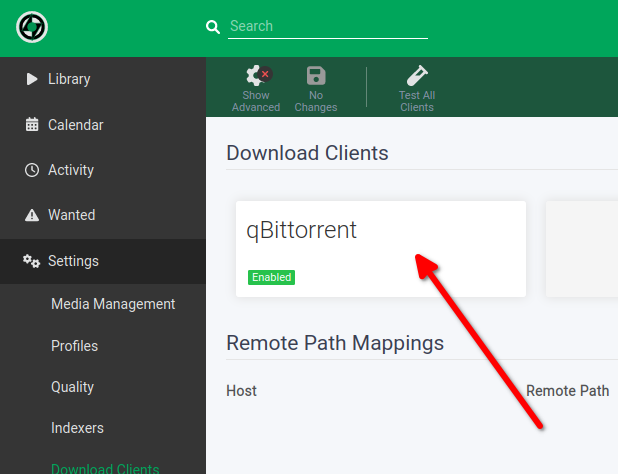 Search
Library
Calendar
Activity
Wanted
Settings
Media Management
Profiles
Quality
Indexers
Download Clients
Show
Advanced
No
Changes
Test All
Clients
Download Clients
qBittorrent
Enabled
Remote Path Mappings
Host
Remote Path